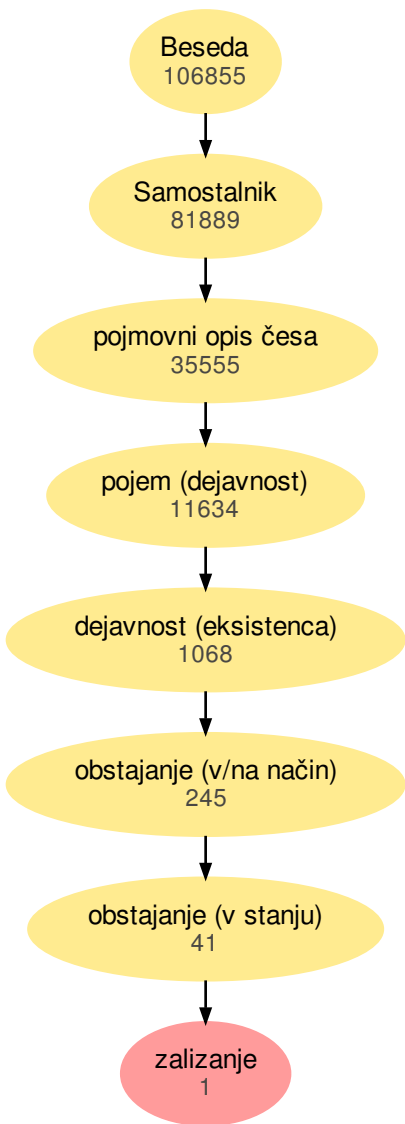 Beseda
106855
Samostalnik
81889
pojmovni opis česa
35555
pojem (dejavnost)
11634
dejavnost (eksistenca)
1068
obstajanje (v/na način)
245
obstajanje (v stanju)
41
zalizanje
1